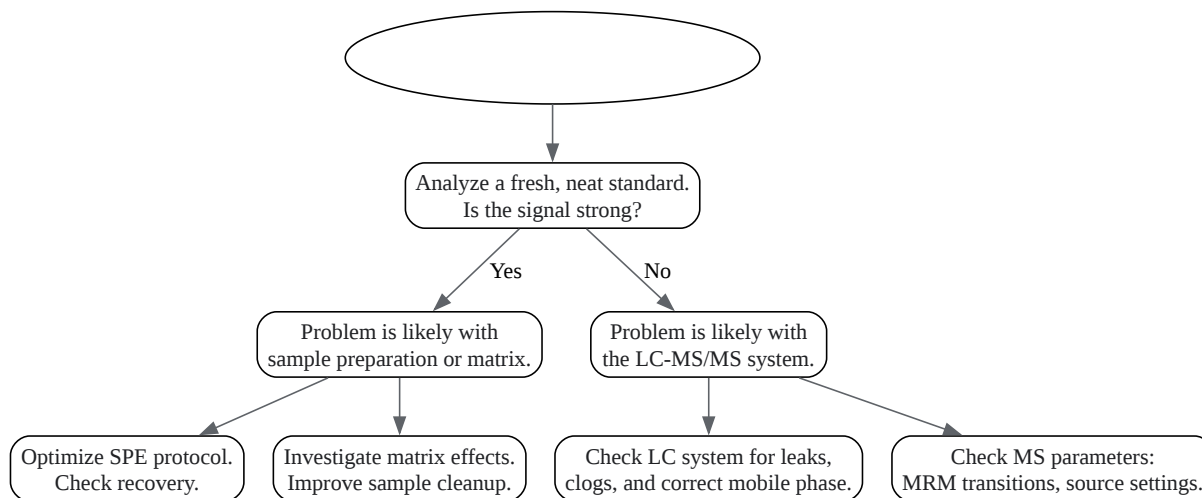 Analyze a fresh, neat standard.
Is the signal strong?
Yes
No
Problem is likely with
sample preparation or matrix.
Problem is likely with
the LC-MS/MS system.
Optimize SPE protocol.
Check recovery.
Investigate matrix effects.
Improve sample cleanup.
Check LC system for leaks,
clogs, and correct mobile phase.
Check MS parameters:
MRM transitions, source settings.